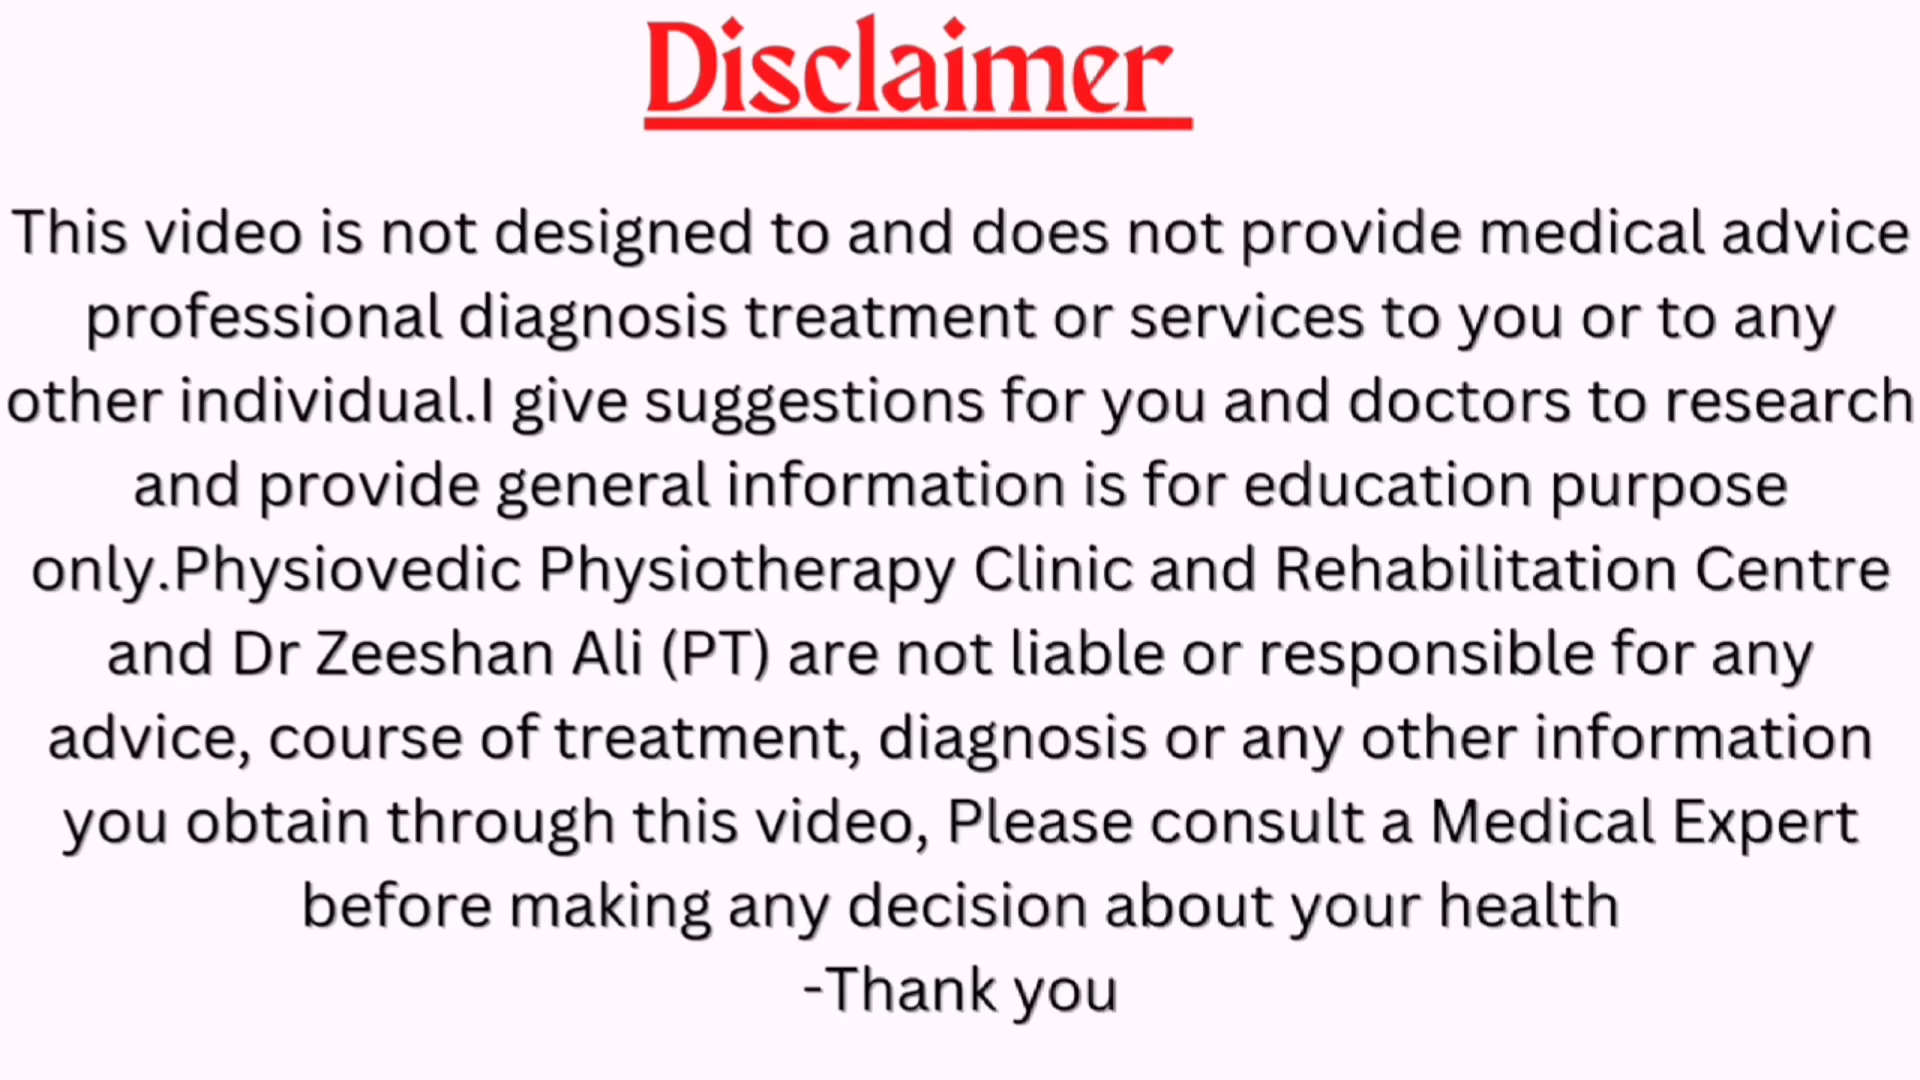 Disclaimer
This video is not designed to and does not provide medical advice
professional diagnosis treatment or services to you or to any
other individual.I give suggestions for you and doctors to research
and provide general information is for education purpose
only.Physiovedic Physiotherapy Clinic and Rehabilitation Centre
and Dr Zeeshan Ali (PT) are not liable or responsible for any
advice, course of treatment, diagnosis or any other information
you obtain through this video, Please consult a Medical Expert
before making any decision about your health
-Thank you